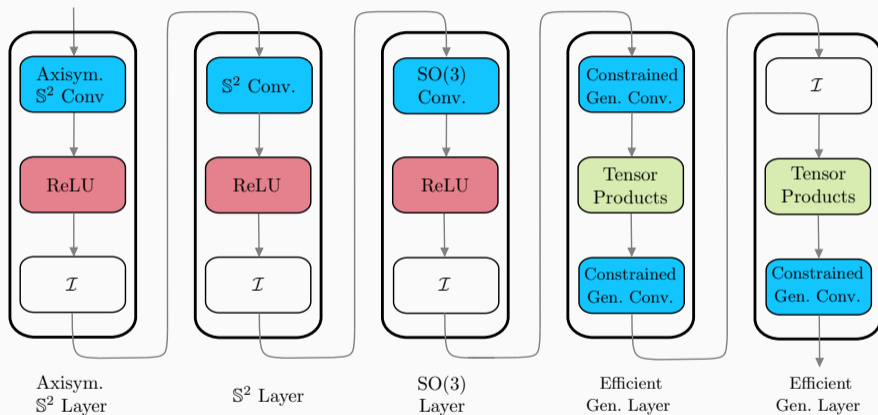 Axisym.
𝕊² Conv
ReLU
ℐ
Axisym.
𝕊² Layer
𝕊² Conv.
ReLU
ℐ
𝕊² Layer
SO(3)
Conv.
ReLU
ℐ
SO(3)
Layer
Constrained
Gen. Conv.
Tensor
Products
Constrained
Gen. Conv.
Efficient
Gen. Layer
ℐ
Tensor
Products
Constrained
Gen. Conv.
Efficient
Gen. Layer